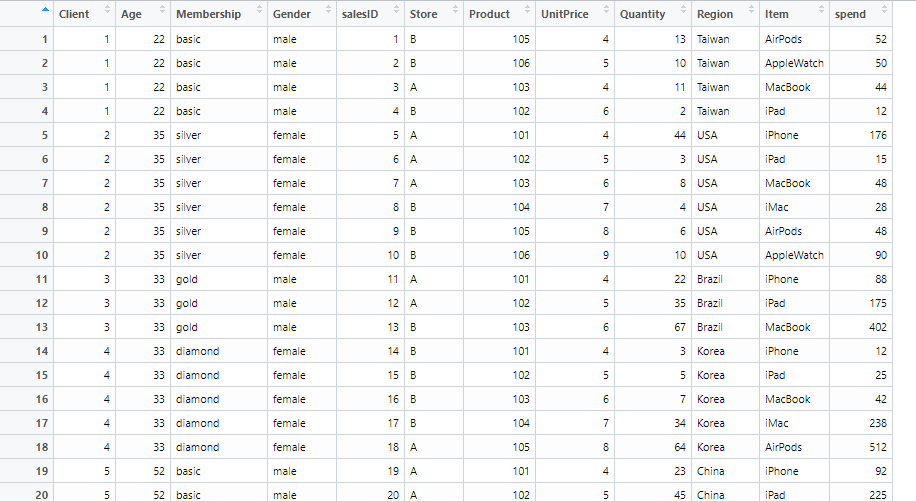 Client Age Membership Gender salesID Store Product UnitPrice Quantity Region Item spend
1 1 22 basic male 1 B 105 4 13 Taiwan AirPods 52
2 1 22 basic male 2 B 106 5 10 Taiwan AppleWatch 50
3 1 22 basic male 3 A 103 4 11 Taiwan MacBook 44
4 1 22 basic male 4 B 102 6 2 Taiwan iPad 12
5 2 35 silver female 5 A 101 4 44 USA iPhone 176
6 2 35 silver female 6 A 102 5 3 USA iPad 15
7 2 35 silver female 7 A 103 6 8 USA MacBook 48
8 2 35 silver female 8 B 104 7 4 USA iMac 28
9 2 35 silver female 9 B 105 8 6 USA AirPods 48
10 2 35 silver female 10 B 106 9 10 USA AppleWatch 90
11 3 33 gold male 11 A 101 4 22 Brazil iPhone 88
12 3 33 gold male 12 A 102 5 35 Brazil iPad 175
13 3 33 gold male 13 B 103 6 67 Brazil MacBook 402
14 4 33 diamond female 14 B 101 4 3 Korea iPhone 12
15 4 33 diamond female 15 B 102 5 5 Korea iPad 25
16 4 33 diamond female 16 B 103 6 7 Korea MacBook 42
17 4 33 diamond female 17 B 104 7 34 Korea iMac 238
18 4 33 diamond female 18 A 105 8 64 Korea AirPods 512
19 5 52 basic male 19 A 101 4 23 China iPhone 92
20 5 52 basic male 20 A 102 5 45 China iPad 225